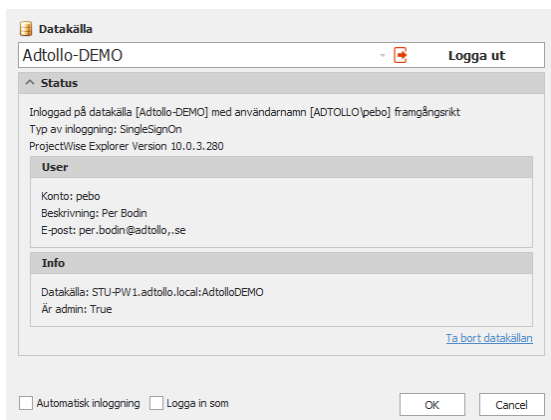 Datakälla
Adtollo-DEMO
Logga ut
Status
Inloggad på datakälla [Adtollo-DEMO] med användarnamn [ADTOLLO\pebo] framgångsrikt
Typ av inloggning: SingleSignOn
ProjectWise Explorer Version 10.0.3.280
User
Konto: pebo
Beskrivning: Per Bodin
E-post: per.bodin@adtollo,.se
Info
Datakälla: STU-PW1.adtollo.local:AdtolloDEMO
Är admin: True
Ta bort datakällan
Automatisk inloggning Logga in som OK Cancel